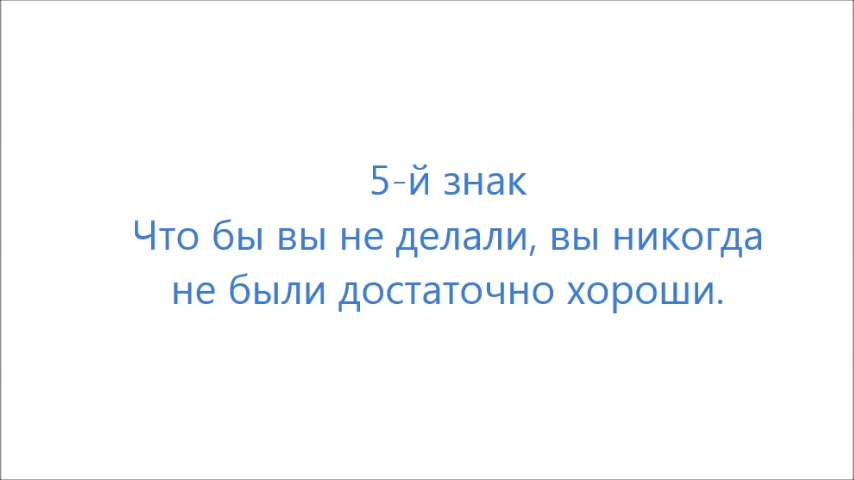 5-й знак
Что бы вы не делали, вы никогда
не были достаточно хороши.